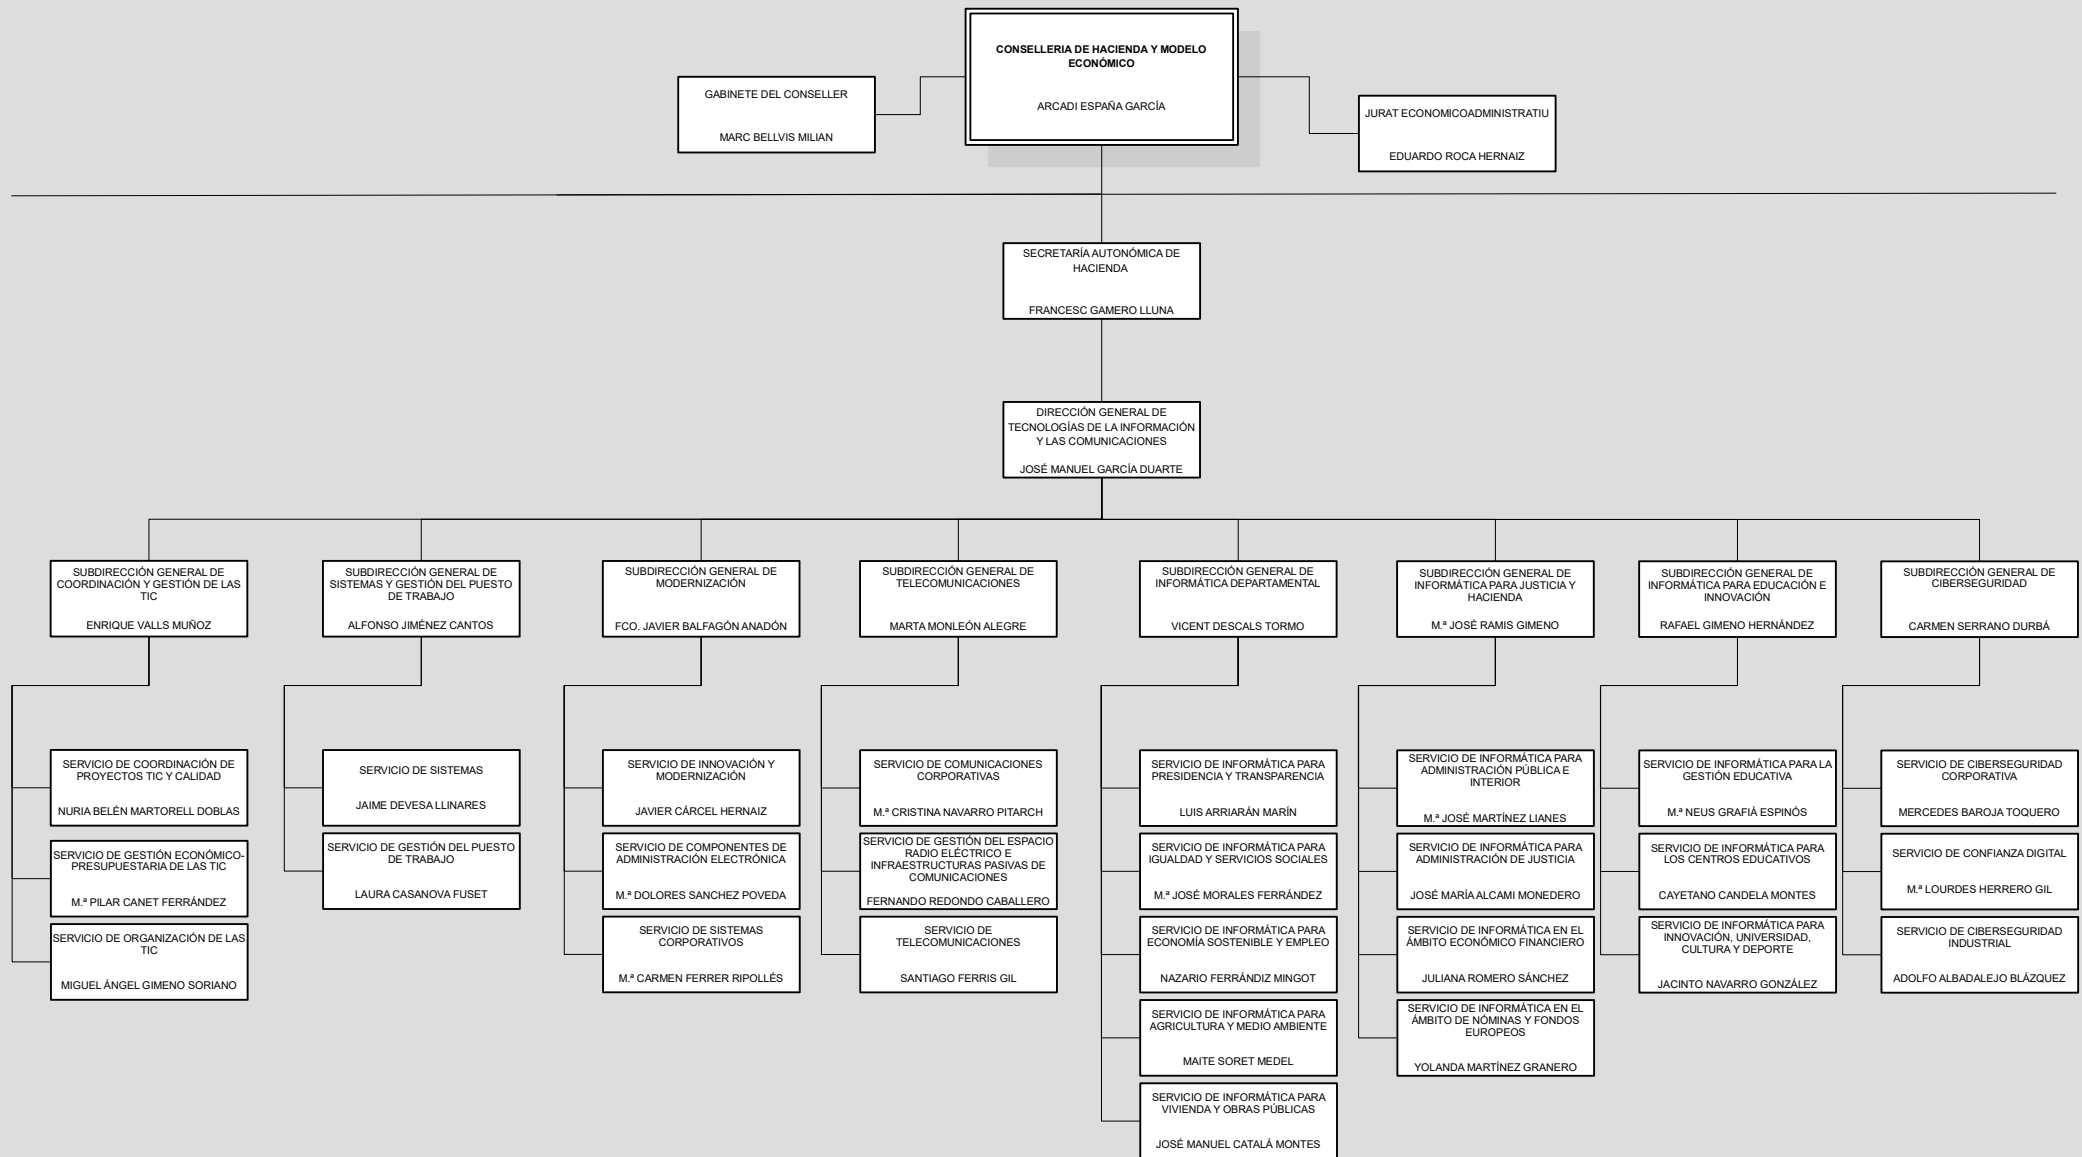 CONSELLERIA DE HACIENDA Y MODELO
ECONÓMICO
ARCADI ESPAÑA GARCÍA
GABINETE DEL CONSELLER
MARC BELLVIS MILIAN
JURAT ECONOMICOADMINISTRATIU
EDUARDO ROCA HERNAIZ
SECRETARÍA AUTONÓMICA DE
HACIENDA
FRANCESC GAMERO LLUNA
DIRECCIÓN GENERAL DE
TECNOLOGÍAS DE LA INFORMACIÓN
Y LAS COMUNICACIONES
JOSÉ MANUEL GARCÍA DUARTE
SUBDIRECCIÓN GENERAL DE
COORDINACIÓN Y GESTIÓN DE LAS
TIC
ENRIQUE VALLS MUÑOZ
SUBDIRECCIÓN GENERAL DE
SISTEMAS Y GESTIÓN DEL PUESTO
DE TRABAJO
ALFONSO JIMÉNEZ CANTOS
SUBDIRECCIÓN GENERAL DE
MODERNIZACIÓN
FCO. JAVIER BALFAGÓN ANADÓN
SUBDIRECCIÓN GENERAL DE
TELECOMUNICACIONES
MARTA MONLEÓN ALEGRE
SUBDIRECCIÓN GENERAL DE
INFORMÁTICA DEPARTAMENTAL
VICENT DESCALS TORMO
SUBDIRECCIÓN GENERAL DE
INFORMÁTICA PARA JUSTICIA Y
HACIENDA
M.ª JOSÉ RAMIS GIMENO
SUBDIRECCIÓN GENERAL DE
INFORMÁTICA PARA EDUCACIÓN E
INNOVACIÓN
RAFAEL GIMENO HERNÁNDEZ
SUBDIRECCIÓN GENERAL DE
CIBERSEGURIDAD
CARMEN SERRANO DURBÁ
SERVICIO DE COORDINACIÓN DE
PROYECTOS TIC Y CALIDAD
NURIA BELÉN MARTORELL DOBLAS
SERVICIO DE GESTIÓN ECONÓMICO-
PRESUPUESTARIA DE LAS TIC
M.ª PILAR CANET FERRÁNDEZ
SERVICIO DE ORGANIZACIÓN DE LAS
TIC
MIGUEL ÁNGEL GIMENO SORIANO
SERVICIO DE SISTEMAS
JAIME DEVESA LLINARES
SERVICIO DE GESTIÓN DEL PUESTO
DE TRABAJO
LAURA CASANOVA FUSET
SERVICIO DE INNOVACIÓN Y
MODERNIZACIÓN
JAVIER CÁRCEL HERNAIZ
SERVICIO DE COMPONENTES DE
ADMINISTRACIÓN ELECTRÓNICA
M.ª DOLORES SANCHEZ POVEDA
SERVICIO DE SISTEMAS
CORPORATIVOS
M.ª CARMEN FERRER RIPOLLÉS
SERVICIO DE COMUNICACIONES
CORPORATIVAS
M.ª CRISTINA NAVARRO PITARCH
SERVICIO DE GESTIÓN DEL ESPACIO
RADIO ELÉCTRICO E
INFRAESTRUCTURAS PASIVAS DE
COMUNICACIONES
FERNANDO REDONDO CABALLERO
SERVICIO DE
TELECOMUNICACIONES
SANTIAGO FERRIS GIL
SERVICIO DE INFORMÁTICA PARA
PRESIDENCIA Y TRANSPARENCIA
LUIS ARRIARÁN MARÍN
SERVICIO DE INFORMÁTICA PARA
IGUALDAD Y SERVICIOS SOCIALES
M.ª JOSÉ MORALES FERRÁNDEZ
SERVICIO DE INFORMÁTICA PARA
ECONOMÍA SOSTENIBLE Y EMPLEO
NAZARIO FERRÁNDIZ MINGOT
SERVICIO DE INFORMÁTICA PARA
AGRICULTURA Y MEDIO AMBIENTE
MAITE SORET MEDEL
SERVICIO DE INFORMÁTICA PARA
VIVIENDA Y OBRAS PÚBLICAS
JOSÉ MANUEL CATALÁ MONTES
SERVICIO DE INFORMÁTICA PARA
ADMINISTRACIÓN PÚBLICA E
INTERIOR
M.ª JOSÉ MARTÍNEZ LIANES
SERVICIO DE INFORMÁTICA PARA
ADMINISTRACIÓN DE JUSTICIA
JOSÉ MARÍA ALCAMI MONEDERO
SERVICIO DE INFORMÁTICA EN EL
ÁMBITO ECONÓMICO FINANCIERO
JULIANA ROMERO SÁNCHEZ
SERVICIO DE INFORMÁTICA EN EL
ÁMBITO DE NÓMINAS Y FONDOS
EUROPEOS
YOLANDA MARTÍNEZ GRANERO
SERVICIO DE INFORMÁTICA PARA LA
GESTIÓN EDUCATIVA
M.ª NEUS GRAFIÀ ESPINÓS
SERVICIO DE INFORMÁTICA PARA
LOS CENTROS EDUCATIVOS
CAYETANO CANDELA MONTES
SERVICIO DE INFORMÁTICA PARA
INNOVACIÓN, UNIVERSIDAD,
CULTURA Y DEPORTE
JACINTO NAVARRO GONZÁLEZ
SERVICIO DE CIBERSEGURIDAD
CORPORATIVA
MERCEDES BAROJA TOQUERO
SERVICIO DE CONFIANZA DIGITAL
M.ª LOURDES HERRERO GIL
SERVICIO DE CIBERSEGURIDAD
INDUSTRIAL
ADOLFO ALBADALEJO BLÁZQUEZ